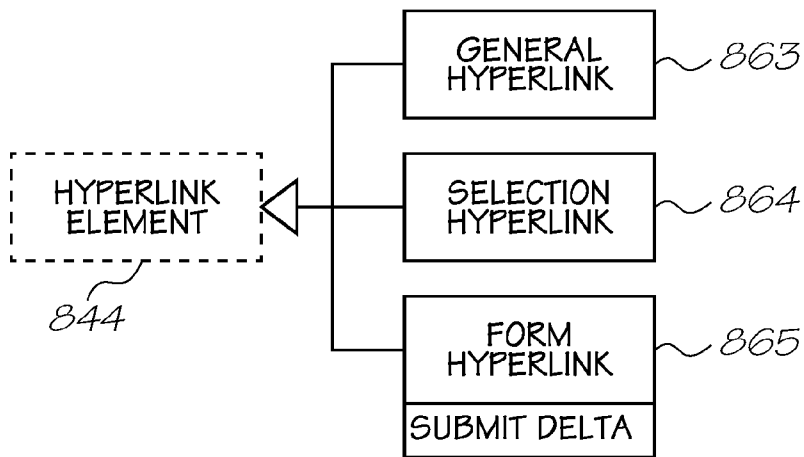 GENERAL
HYPERLINK
863
HYPERLINK
ELEMENT
844
SELECTION
HYPERLINK
864
FORM
HYPERLINK
865
SUBMIT DELTA